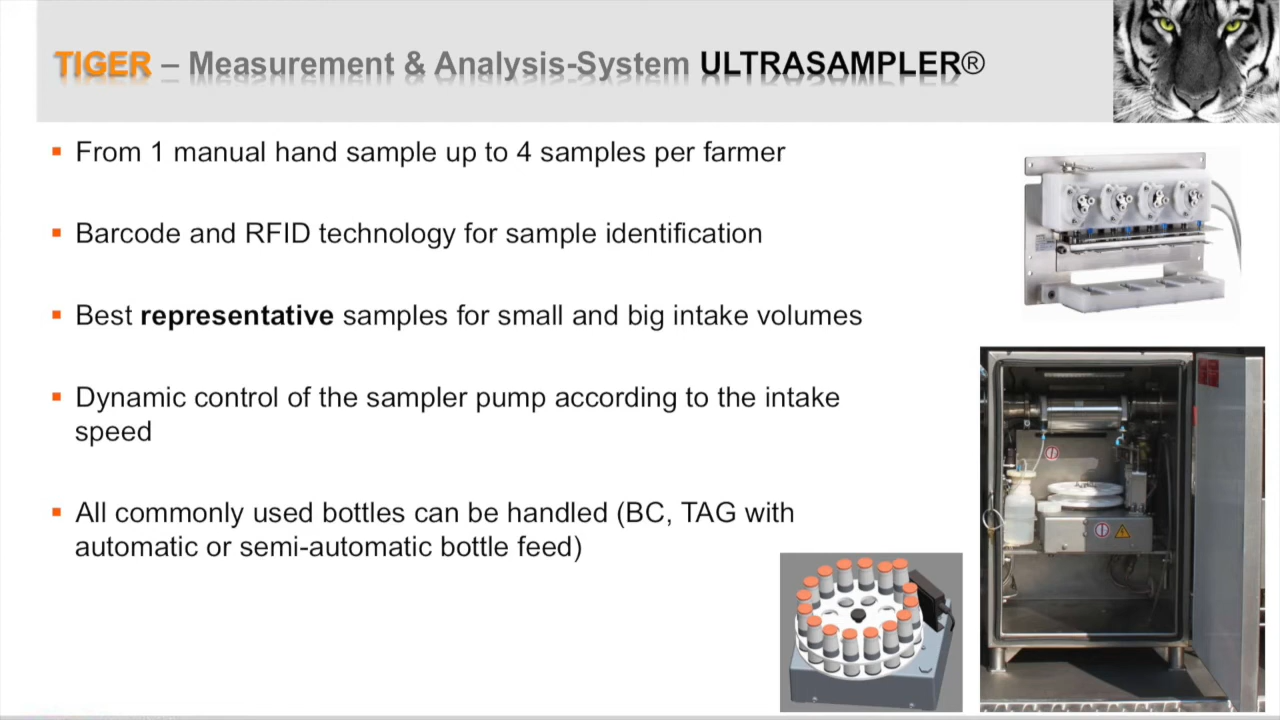 TIGER – Measurement & Analysis-System ULTRASAMPLER®
From 1 manual hand sample up to 4 samples per farmer
Barcode and RFID technology for sample identification
Best representative samples for small and big intake volumes
Dynamic control of the sampler pump according to the intake
speed
All commonly used bottles can be handled (BC, TAG with
automatic or semi-automatic bottle feed)